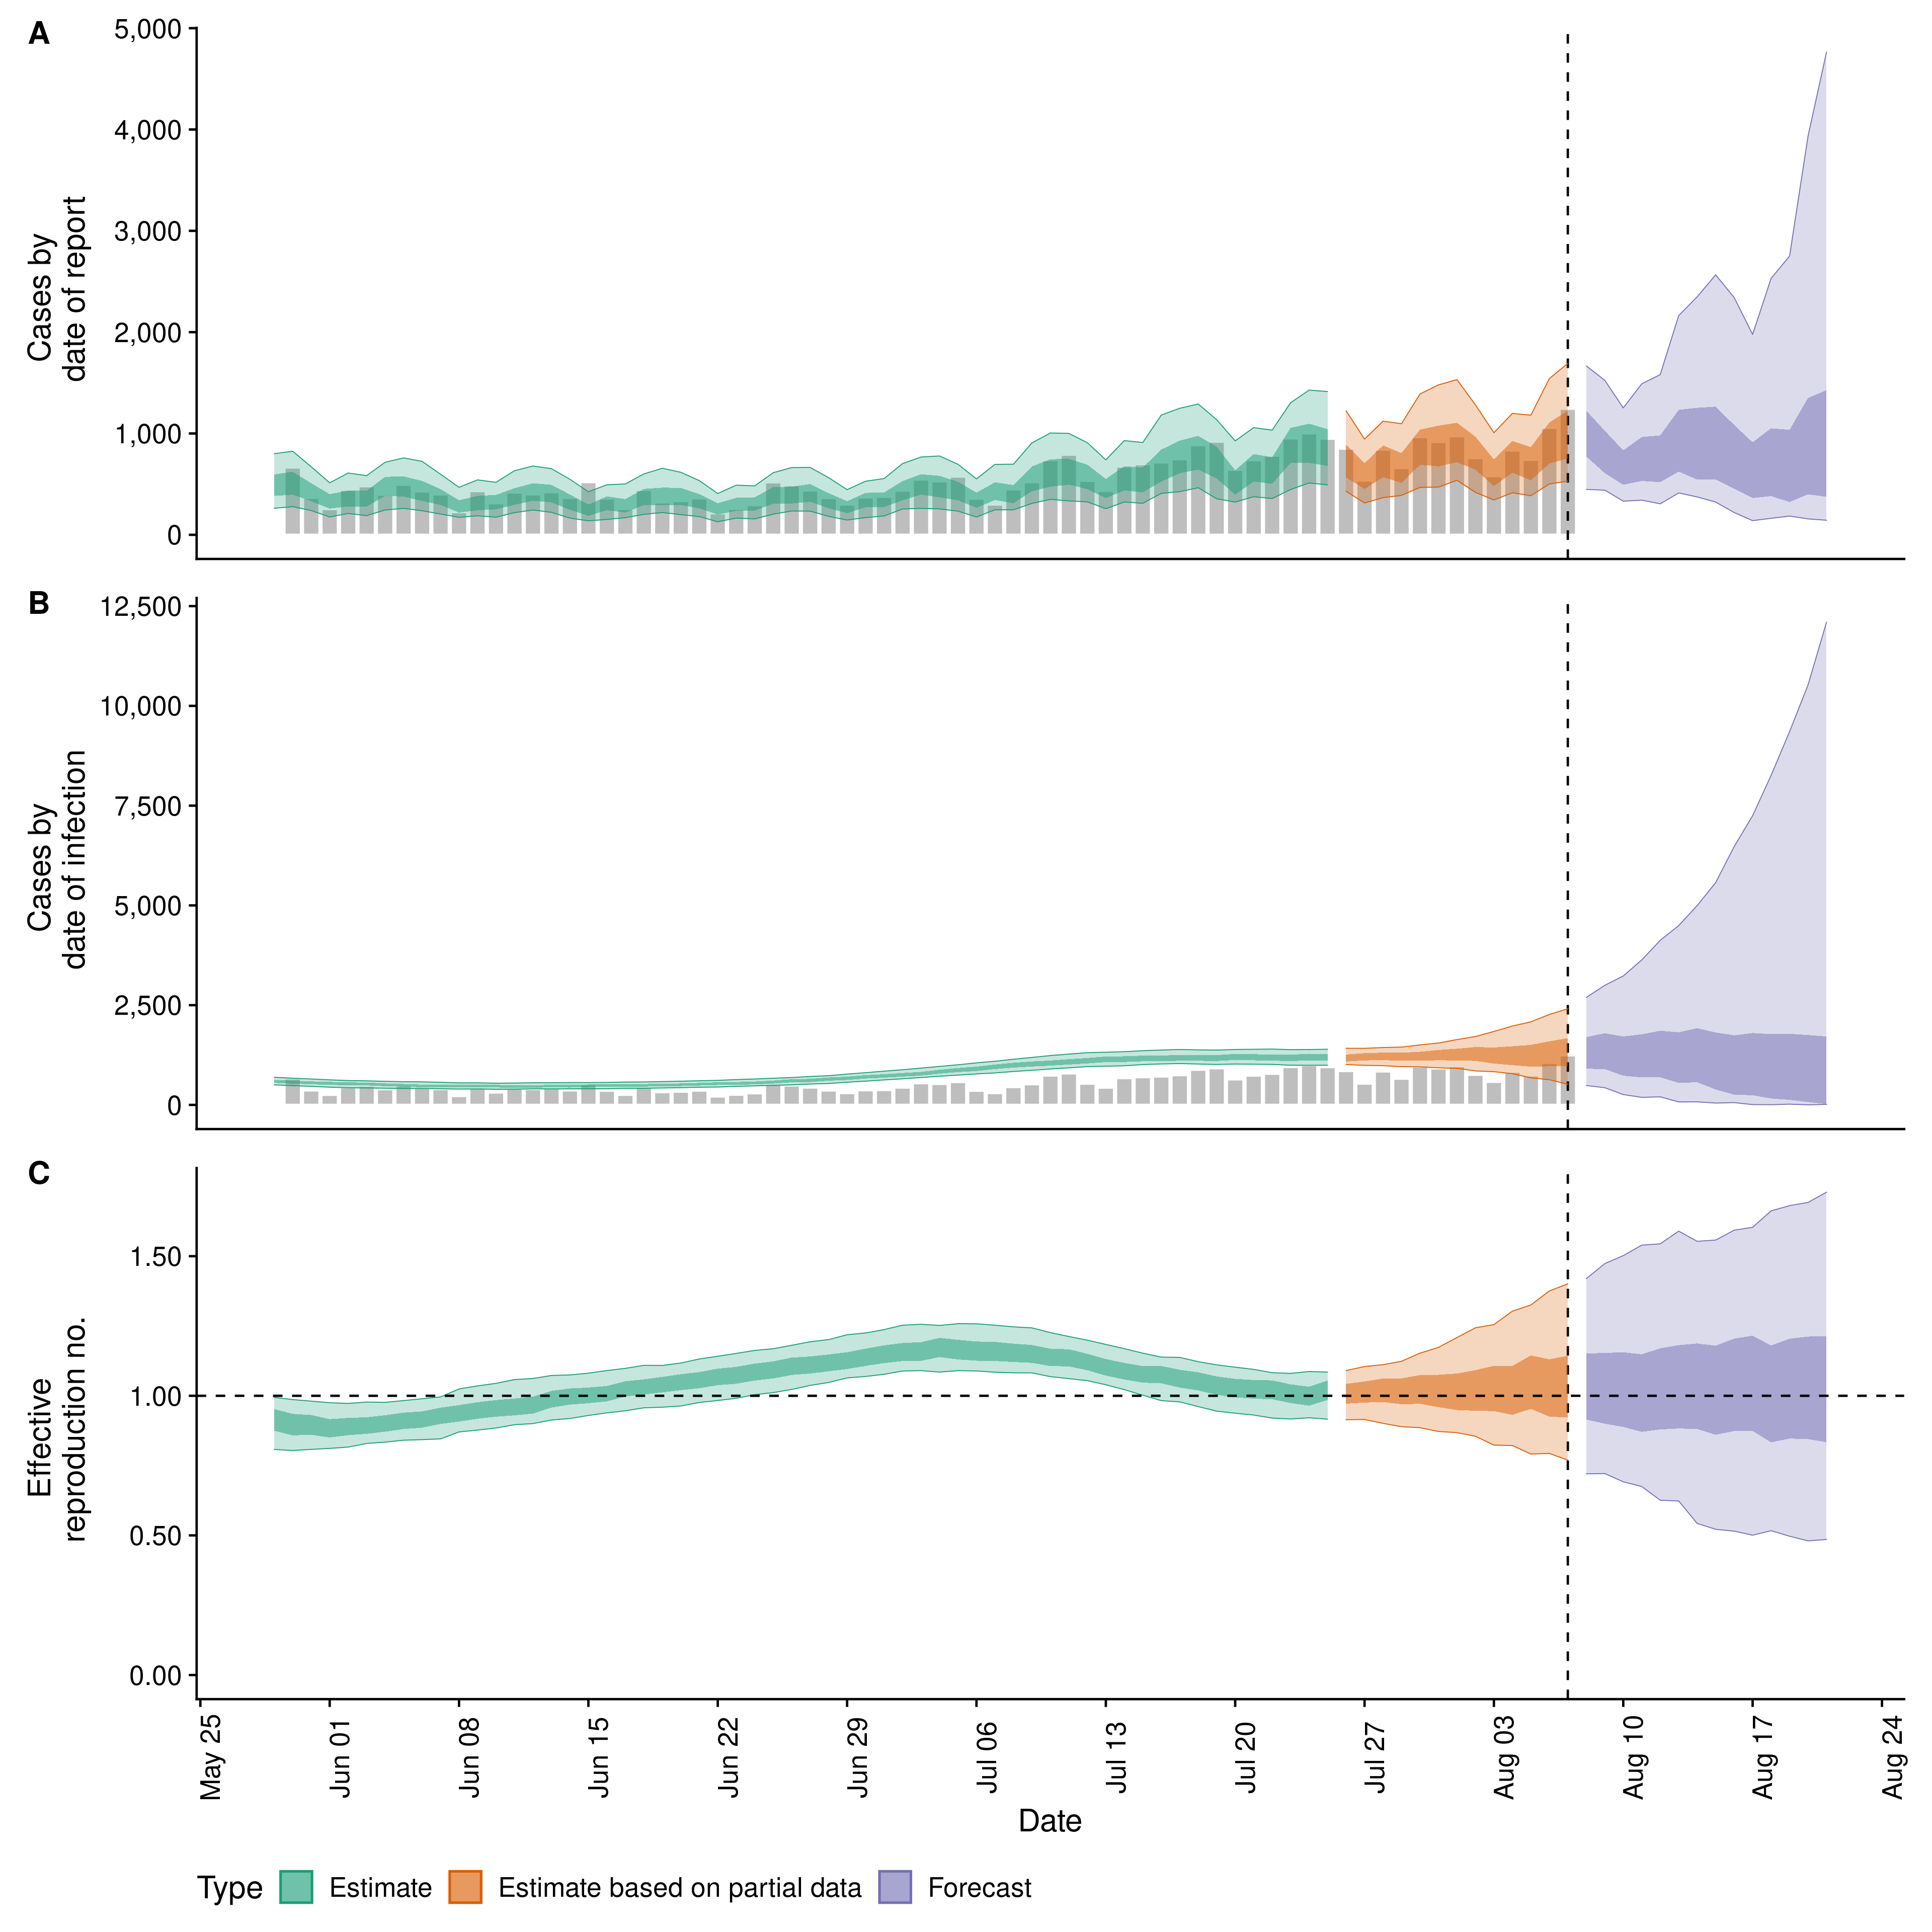 A
5,000
4,000
3,000
2,000
1,000
0
Cases by
date of report
B
12,500
10,000
7,500
5,000
2,500
0
Cases by
date of infection
C
1.50
1.00
0.50
0.00
Effective
reproduction no.
May 25
Jun 01
Jun 08
Jun 15
Jun 22
Jun 29
Jul 06
Jul 13
Jul 20
Jul 27
Aug 03
Aug 10
Aug 17
Aug 24
Date
Type Estimate Estimate based on partial data Forecast